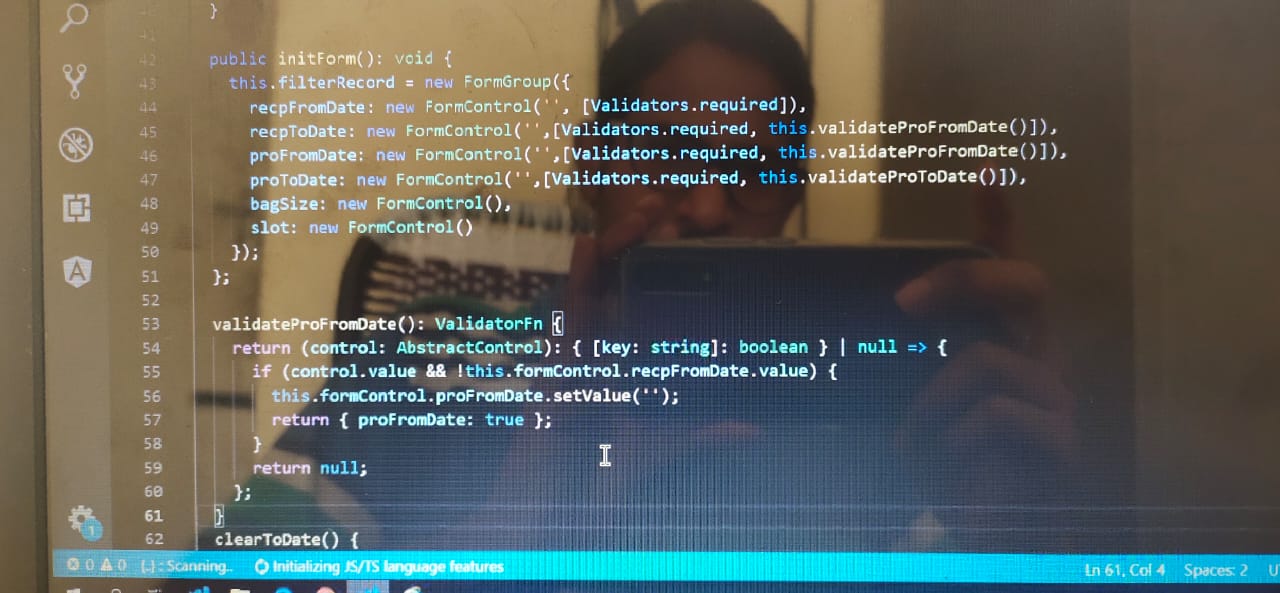 }
41
42 public initForm(): void {
43 this.filterRecord = new FormGroup({
44 recpFromDate: new FormControl('', [Validators.required]),
45 recpToDate: new FormControl('',[Validators.required, this.validateProFromDate()]),
46 proFromDate: new FormControl('',[Validators.required, this.validateProFromDate()]),
47 proToDate: new FormControl('',[Validators.required, this.validateProToDate()]),
48 bagSize: new FormControl(),
49 slot: new FormControl()
50 });
51 };
52
53 validateProFromDate(): ValidatorFn {
54 return (control: AbstractControl): { [key: string]: boolean } | null => {
55 if (control.value && !this.formControl.recpFromDate.value) {
56 this.formControl.proFromDate.setValue('');
57 return { proFromDate: true };
58 }
59 return null;
60 };
61 }
62 clearToDate() {
1
0 0 {..} : Scanning.. Initializing JS/TS language features Ln 61, Col 4 Spaces: 2